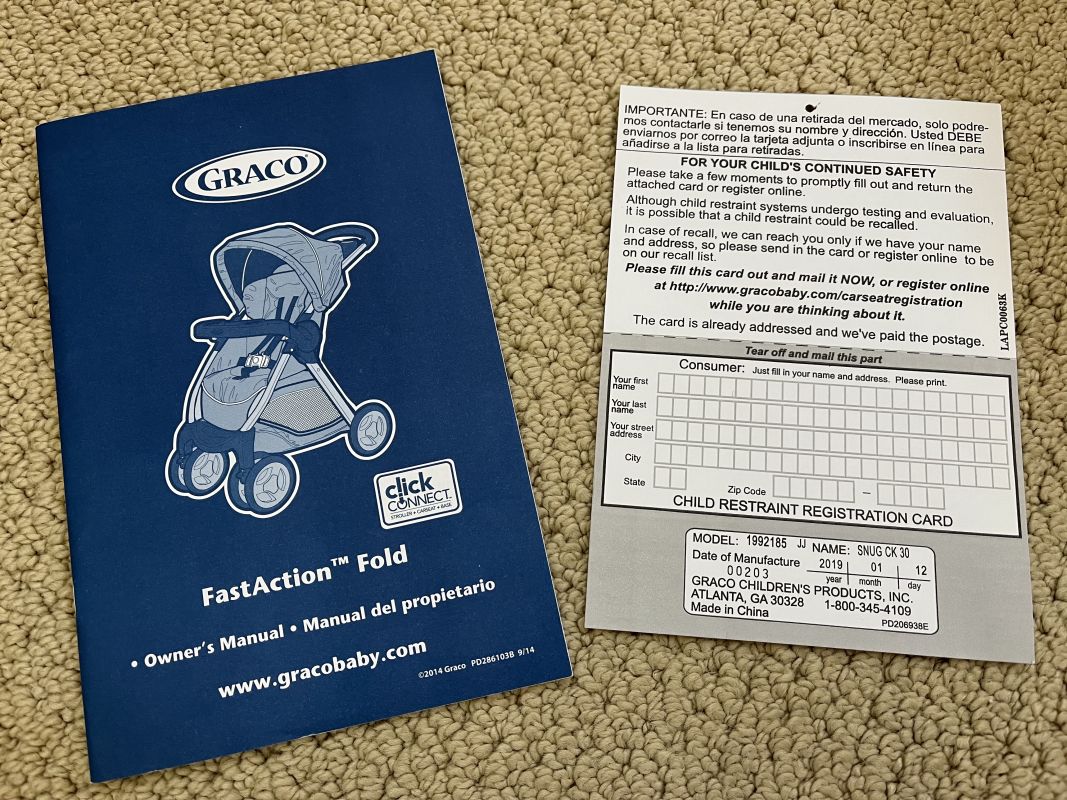 GRACO
click
CONNECT™
STROLLER • CARSEAT • BASE
FastAction™ Fold
• Owner's Manual • Manual del propietario
www.gracobaby.com
©2014 Graco PD286103B 9/14
IMPORTANTE: En caso de una retirada del mercado, solo podre-
mos contactarle si tenemos su nombre y dirección. Usted DEBE
enviarnos por correo la tarjeta adjunta o inscribirse en línea para
añadirse a la lista para retiradas.
FOR YOUR CHILD'S CONTINUED SAFETY
Please take a few moments to promptly fill out and return the
attached card or register online.
Although child restraint systems undergo testing and evaluation,
it is possible that a child restraint could be recalled.
In case of recall, we can reach you only if we have your name
and address, so please send in the card or register online to be
on our recall list.
Please fill this card out and mail it NOW, or register online
at http://www.gracobaby.com/carseatregistration
while you are thinking about it.
The card is already addressed and we've paid the postage.
LAPC0063K
Tear off and mail this part
Consumer: Just fill in your name and address. Please print.
Your first
name
Your last
name
Your street
address
City
State
Zip Code –
CHILD RESTRAINT REGISTRATION CARD
MODEL: 1992185 JJ NAME: SNUG CK 30
Date of Manufacture 2019 01 12
00203 year month day
GRACO CHILDREN'S PRODUCTS, INC.
ATLANTA, GA 30328 1-800-345-4109
Made in China
PD206938E